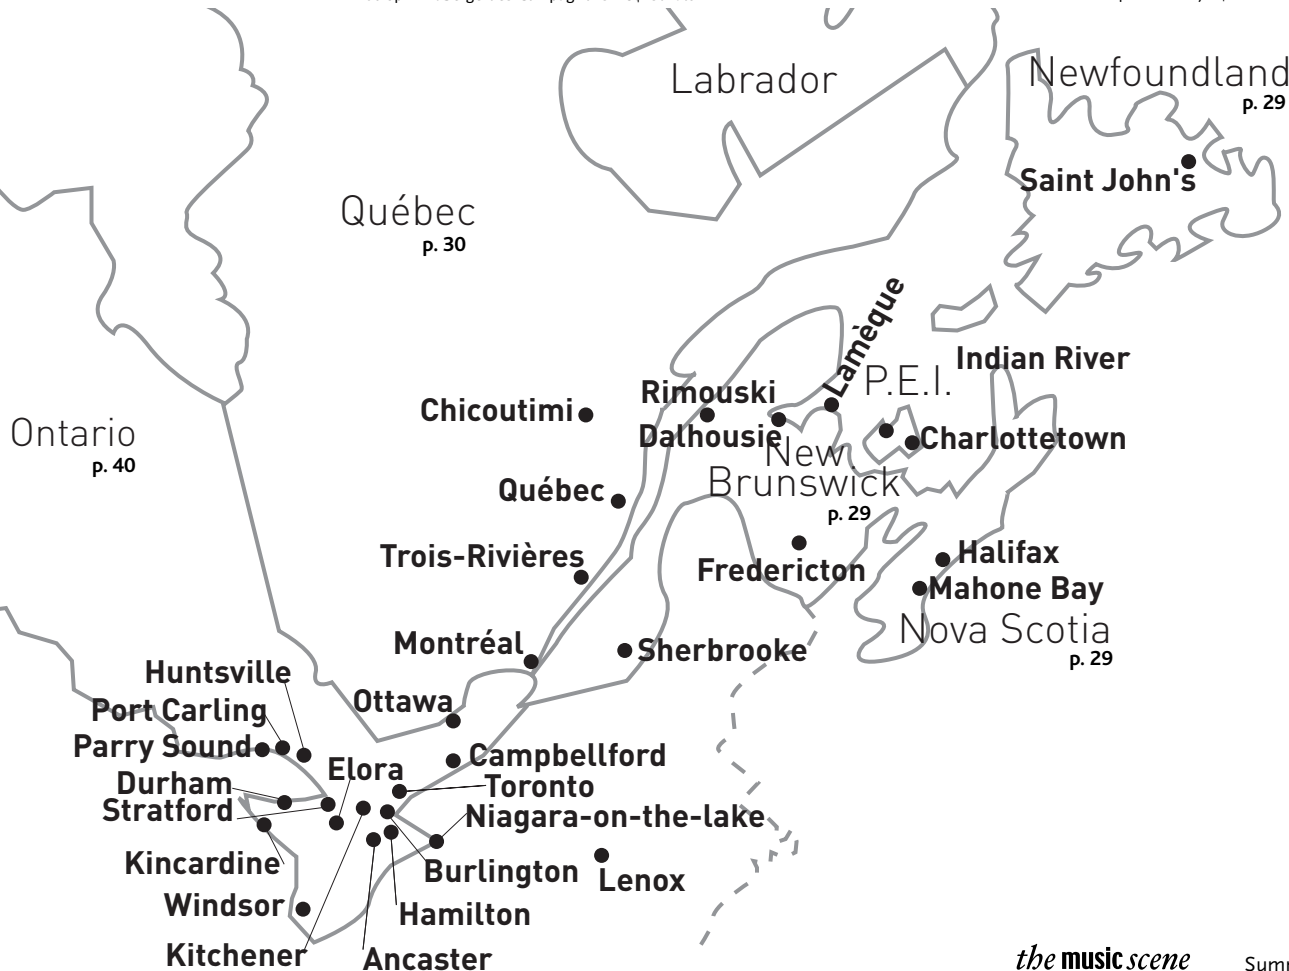 Labrador
Newfoundland
p. 29
Saint John's
Québec
p. 30
Lamèque
Indian River
P.E.I.
Rimouski
Chicoutimi
Ontario
p. 40
Dalhousie
Charlottetown
New
Brunswick
p. 29
Québec
Trois-Rivières
Fredericton
Halifax
Mahone Bay
Nova Scotia
p. 29
Montréal
Sherbrooke
Huntsville
Ottawa
Port Carling
Parry Sound
Campbellford
Elora
Durham
Toronto
Stratford
Niagara-on-the-lake
Kincardine
Burlington
Lenox
Windsor
Hamilton
Kitchener
Ancaster
the music scene